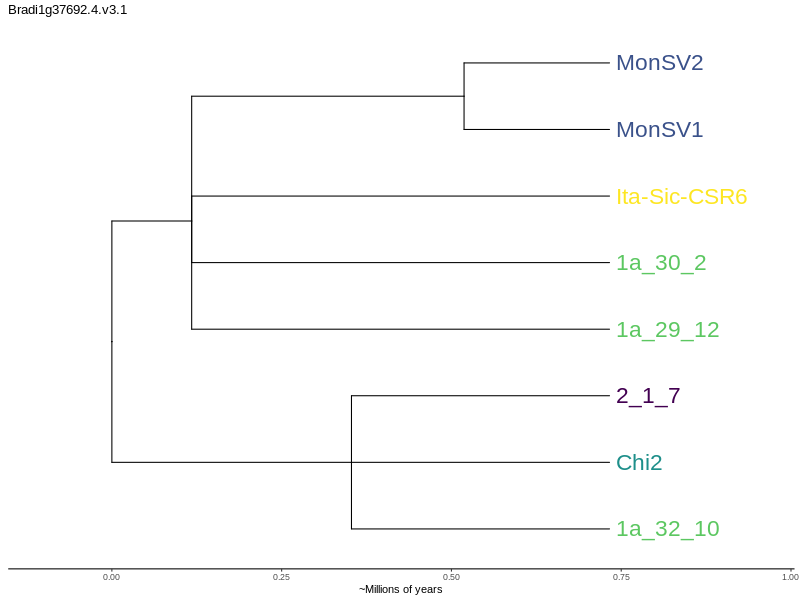 Bradi1g37692.4.v3.1
MonSV2
MonSV1
Ita-Sic-CSR6
1a_30_2
1a_29_12
2_1_7
Chi2
1a_32_10
0.00 0.25 0.50 0.75 1.00
~Millions of years